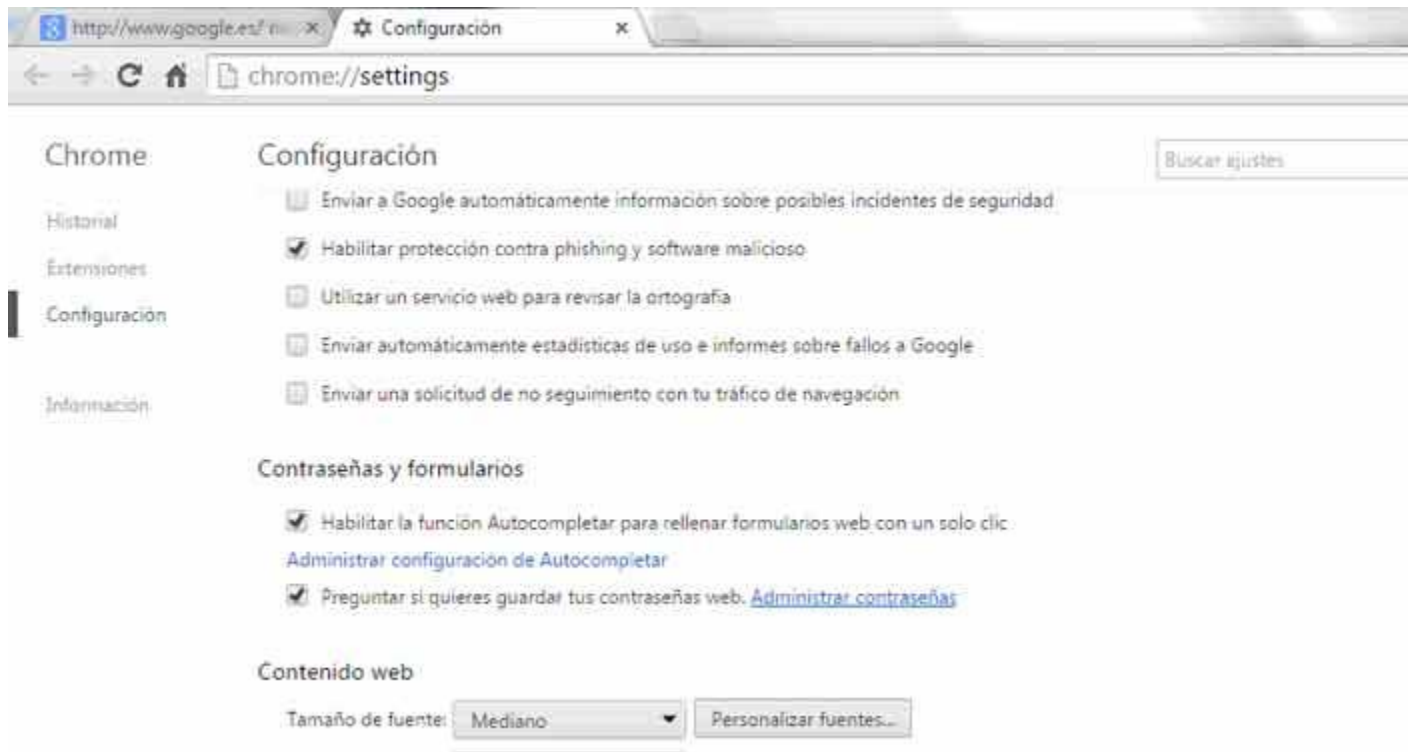 http://www.google.es/
Configuración
chrome://settings
Chrome
Configuración
Buscar ajustes
Historial
Extensiones
Configuración
Información
Enviar a Google automáticamente información sobre posibles incidentes de seguridad
Habilitar protección contra phishing y software malicioso
Utilizar un servicio web para revisar la ortografía
Enviar automáticamente estadísticas de uso e informes sobre fallos a Google
Enviar una solicitud de no seguimiento con tu tráfico de navegación
Contraseñas y formularios
Habilitar la función Autocompletar para rellenar formularios web con un solo clic
Administrar configuración de Autocompletar
Preguntar si quieres guardar tus contraseñas web. Administrar contraseñas
Contenido web
Tamaño de fuente: Mediano Personalizar fuentes...